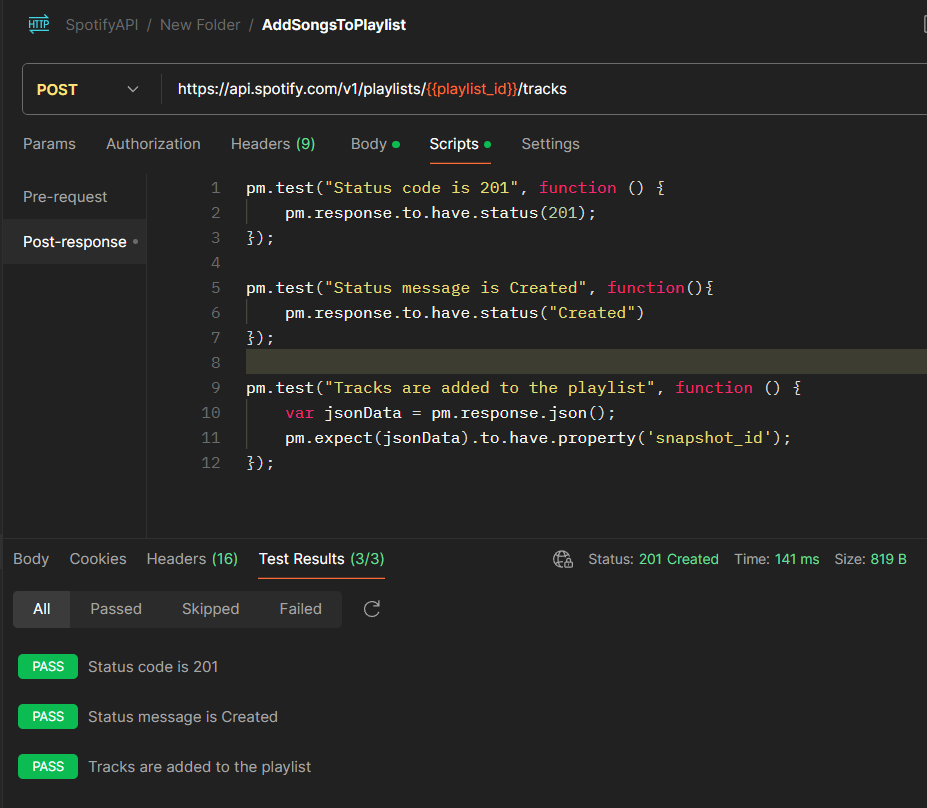 HTTP SpotifyAPI / New Folder / AddSongsToPlaylist
POST https://api.spotify.com/v1/playlists/{{playlist_id}}/tracks
Params Authorization Headers (9) Body Scripts Settings
Pre-request
Post-response
1 pm.test("Status code is 201", function () {
2 pm.response.to.have.status(201);
3 });
4
5 pm.test("Status message is Created", function(){
6 pm.response.to.have.status("Created")
7 });
8
9 pm.test("Tracks are added to the playlist", function () {
10 var jsonData = pm.response.json();
11 pm.expect(jsonData).to.have.property('snapshot_id');
12 });
Body Cookies Headers (16) Test Results (3/3) Status: 201 Created Time: 141 ms Size: 819 B
All Passed Skipped Failed
PASS Status code is 201
PASS Status message is Created
PASS Tracks are added to the playlist